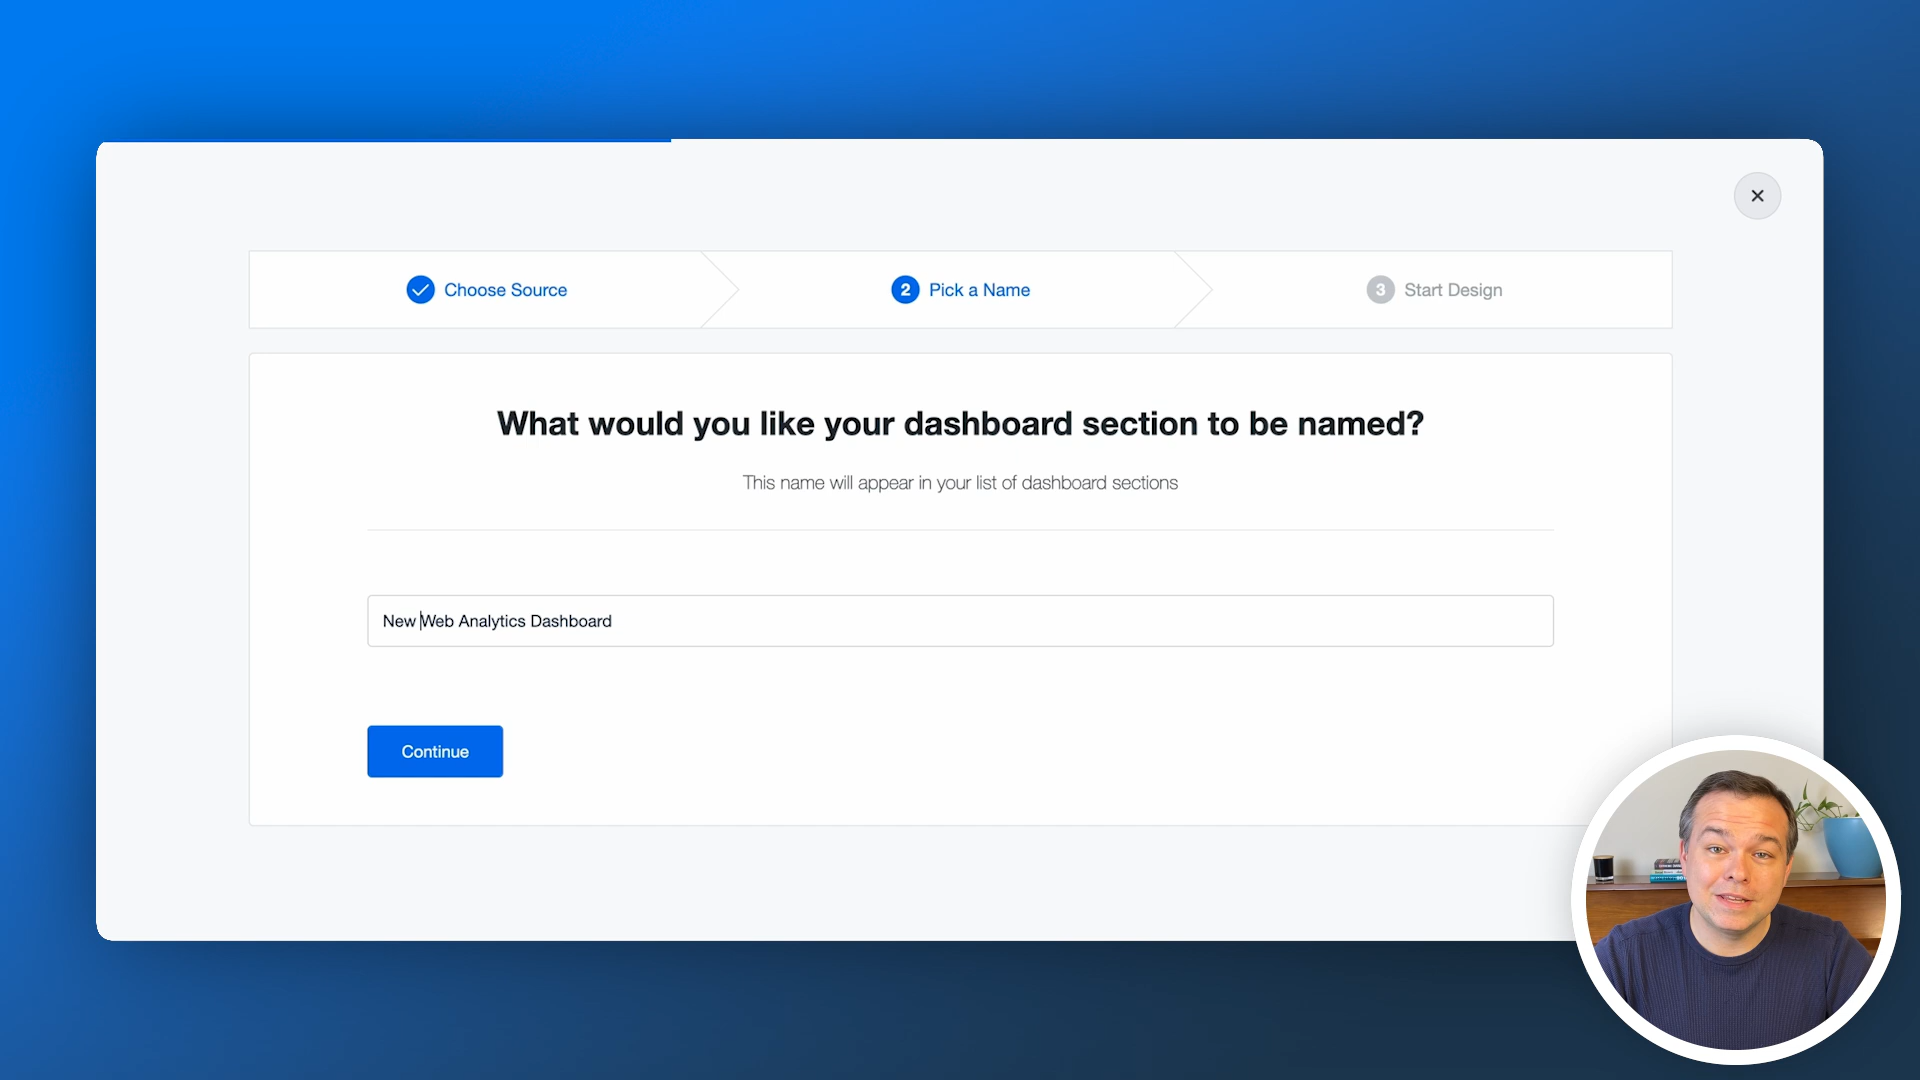 Choose Source
2 Pick a Name
3 Start Design
What would you like your dashboard section to be named?
This name will appear in your list of dashboard sections
New Web Analytics Dashboard
Continue